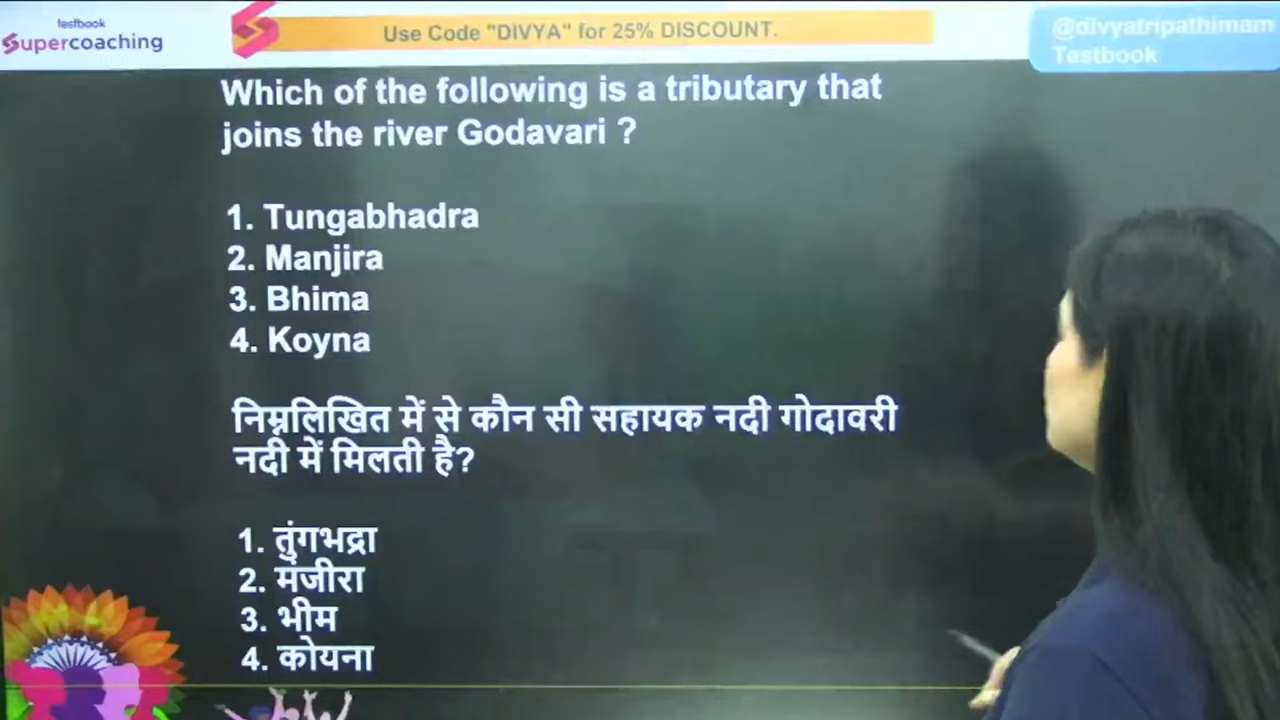 testbook
Supercoaching
Use Code "DIVYA" for 25% DISCOUNT.
@divyatripathimam
Testbook
Which of the following is a tributary that
joins the river Godavari ?
1. Tungabhadra
2. Manjira
3. Bhima
4. Koyna
निम्नलिखित में से कौन सी सहायक नदी गोदावरी
नदी में मिलती है?
1. तुंगभद्रा
2. मंजीरा
3. भीम
4. कोयना